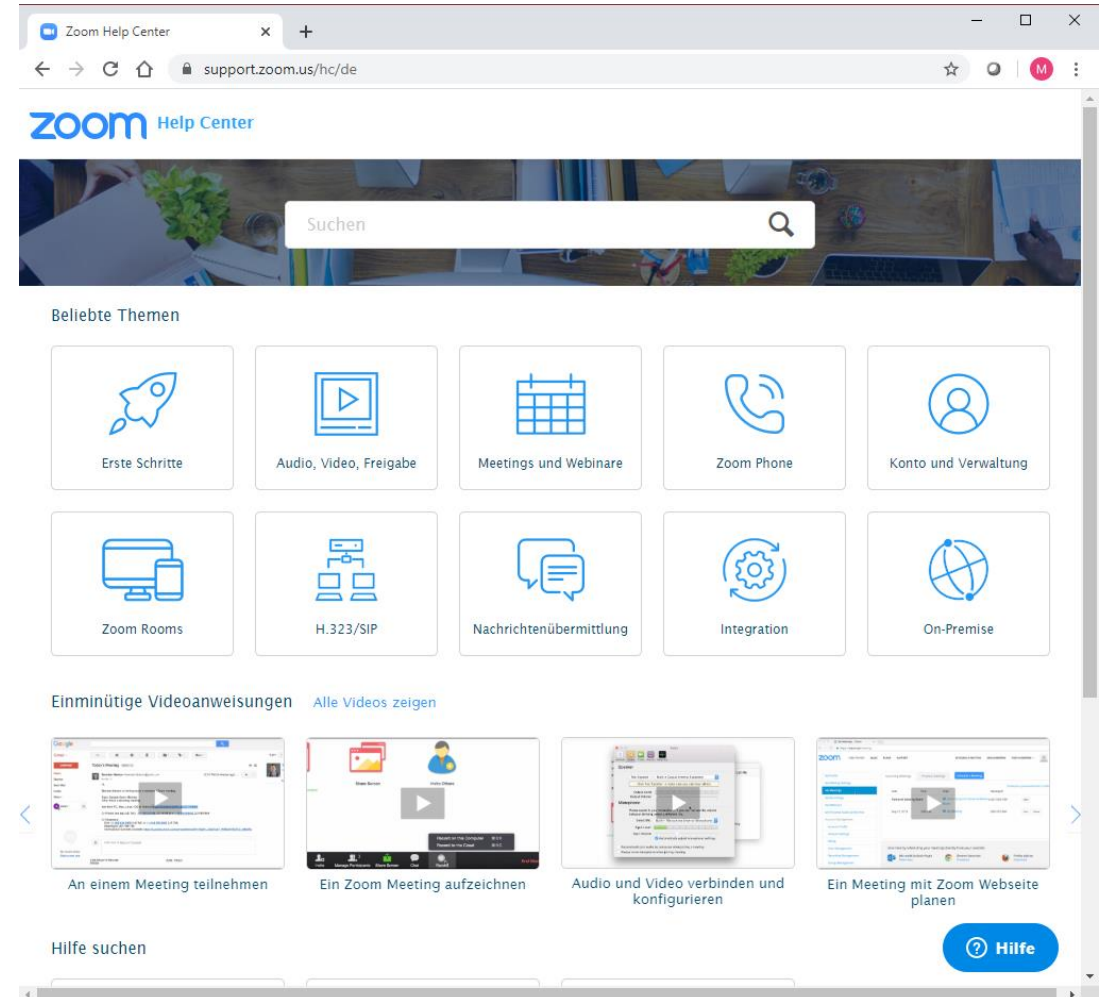 Zoom Help Center
support.zoom.us/hc/de
M
zoom Help Center
Suchen
Beliebte Themen
Erste Schritte
Audio, Video, Freigabe
Meetings und Webinare
Zoom Phone
Konto und Verwaltung
Zoom Rooms
H.323/SIP
Nachrichtenübermittlung
Integration
On-Premise
Einminütige Videoanweisungen Alle Videos zeigen
Google
zoom
An einem Meeting teilnehmen
Ein Zoom Meeting aufzeichnen
Audio und Video verbinden und
konfigurieren
Ein Meeting mit Zoom Webseite
planen
Hilfe suchen
Hilfe